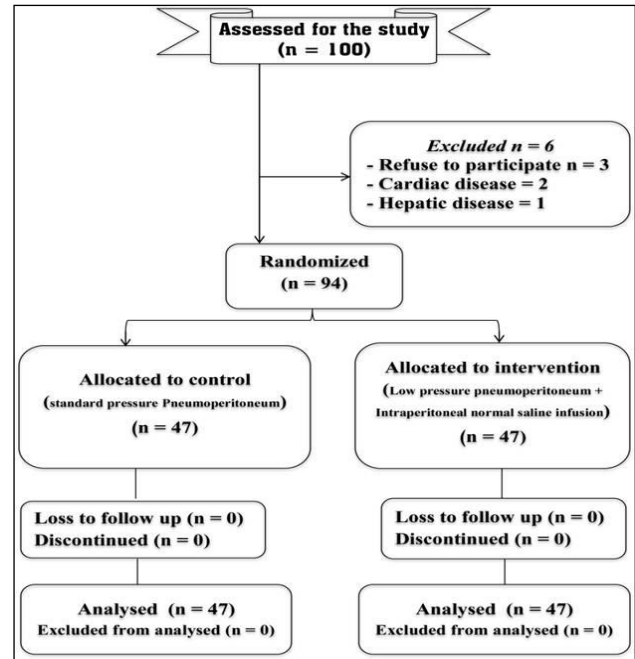 Assessed for the study
(n = 100)
Excluded n = 6
- Refuse to participate n = 3
- Cardiac disease = 2
- Hepatic disease = 1
Randomized
(n = 94)
Allocated to control
(standard pressure Pneumoperitoneum)
(n = 47)
Allocated to intervention
(Low pressure pneumoperitoneum +
Intraperitoneal normal saline infusion)
(n = 47)
Loss to follow up (n = 0)
Discontinued (n = 0)
Loss to follow up (n = 0)
Discontinued (n = 0)
Analysed (n = 47)
Excluded from analysed (n = 0)
Analysed (n = 47)
Excluded from analysed (n = 0)